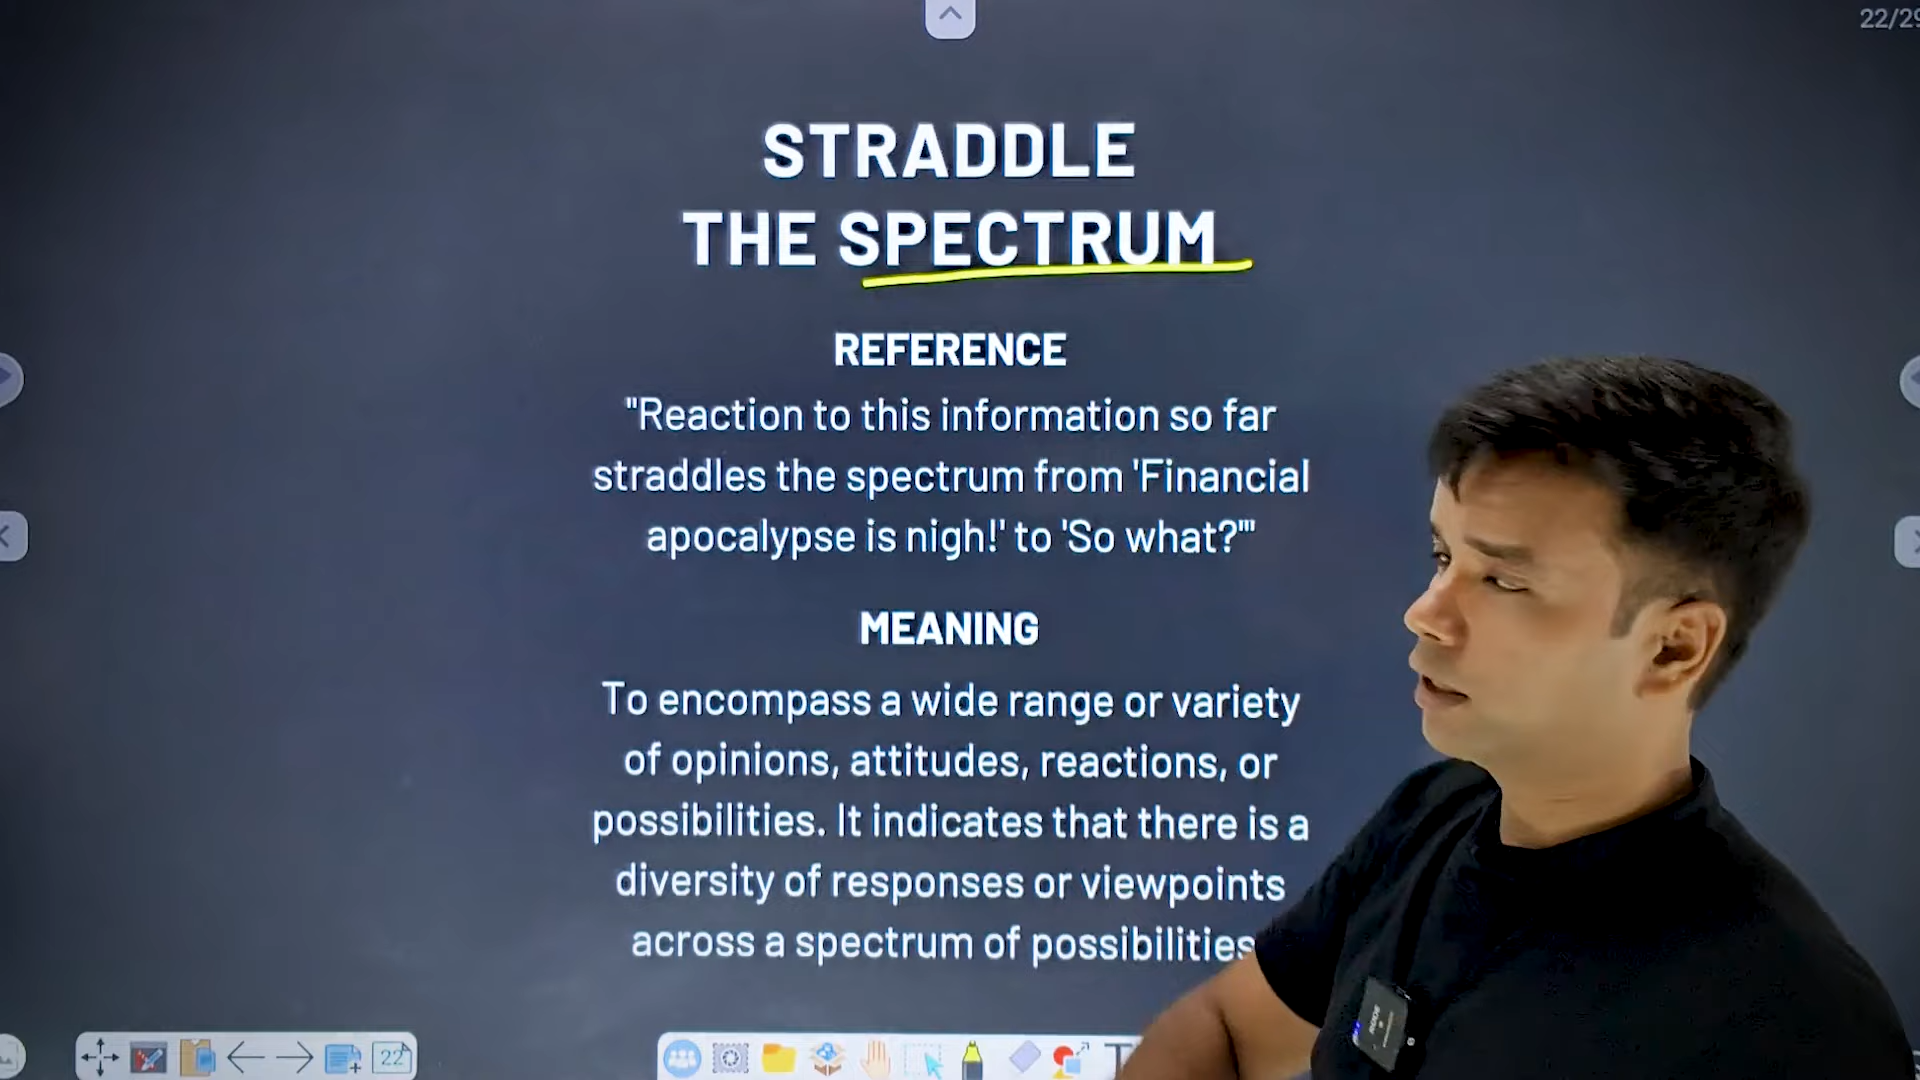 22/29
STRADDLE
THE SPECTRUM
REFERENCE
"Reaction to this information so far
straddles the spectrum from 'Financial
apocalypse is nigh!' to 'So what?'"
MEANING
To encompass a wide range or variety
of opinions, attitudes, reactions, or
possibilities. It indicates that there is a
diversity of responses or viewpoints
across a spectrum of possibilities
22
T
RODE